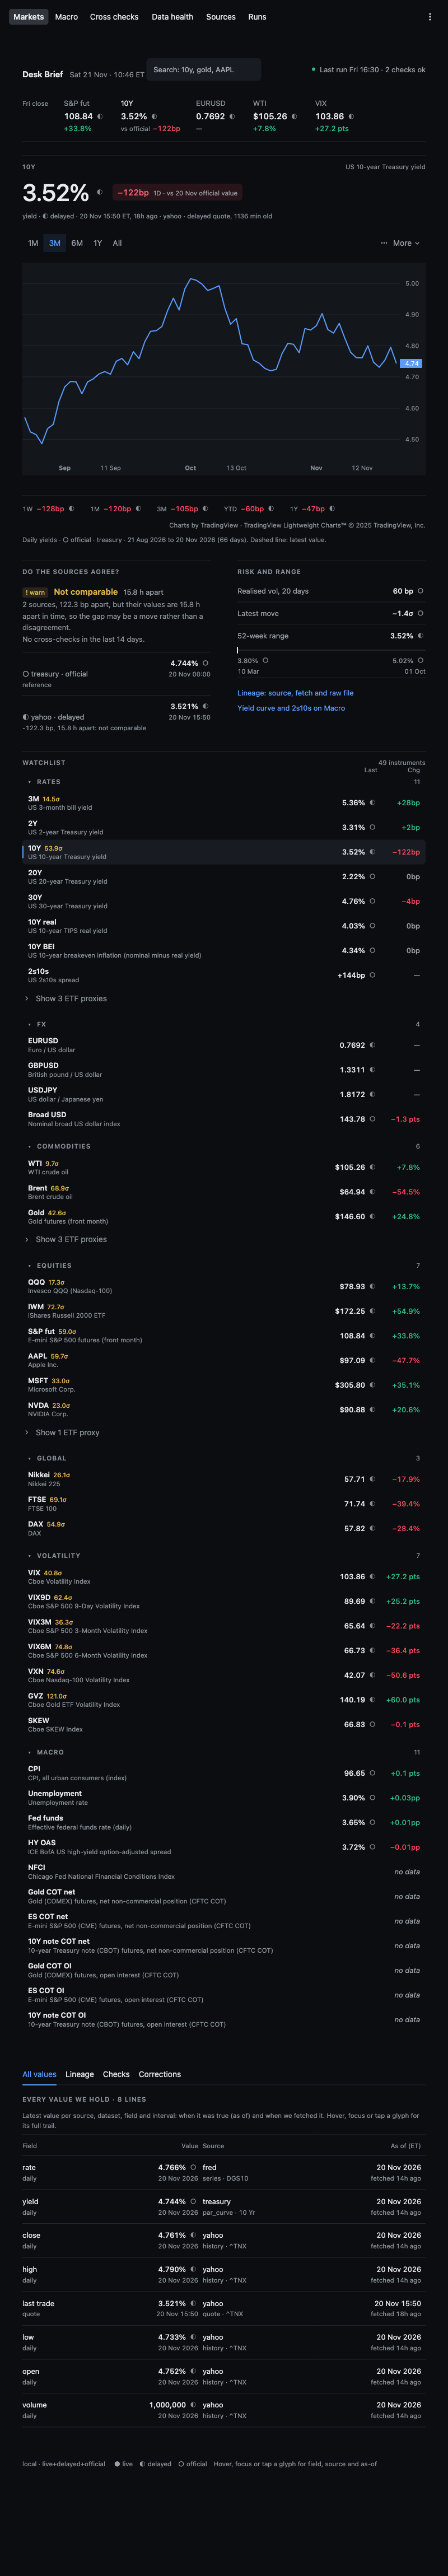 Markets Macro Cross checks Data health Sources Runs
Desk Brief Sat 21 Nov · 10:46 ET
Search: 10y, gold, AAPL
Last run Fri 16:30 · 2 checks ok
Fri close
S&P fut
108.84
+33.8%
10Y
3.52%
vs official −122bp
EURUSD
0.7692
—
WTI
$105.26
+7.8%
VIX
103.86
+27.2 pts
10Y
US 10-year Treasury yield
3.52%
−122bp 1D · vs 20 Nov official value
yield · delayed · 20 Nov 15:50 ET, 18h ago · yahoo · delayed quote, 1136 min old
1M 3M 6M 1Y All
More
5.00
4.90
4.80
4.74
4.70
4.60
4.50
Sep 11 Sep Oct 13 Oct Nov 12 Nov
1W −128bp 1M −120bp 3M −105bp YTD −60bp 1Y −47bp
Charts by TradingView · TradingView Lightweight Charts™ © 2025 TradingView, Inc.
Daily yields · official · treasury · 21 Aug 2026 to 20 Nov 2026 (66 days). Dashed line: latest value.
DO THE SOURCES AGREE?
! warn Not comparable 15.8 h apart
2 sources, 122.3 bp apart, but their values are 15.8
h apart in time, so the gap may be a move rather than a
disagreement.
No cross-checks in the last 14 days.
4.744%
treasury · official 20 Nov 00:00
reference
3.521%
yahoo · delayed 20 Nov 15:50
−122.3 bp, 15.8 h apart: not comparable
RISK AND RANGE
Realised vol, 20 days 60 bp
Latest move −1.4σ
52-week range 3.52%
3.80% 5.02%
10 Mar 01 Oct
Lineage: source, fetch and raw file
Yield curve and 2s10s on Macro
WATCHLIST 49 instruments
Last Chg
RATES 11
3M 14.5σ
US 3-month bill yield
5.36% +28bp
2Y
US 2-year Treasury yield
3.31% +2bp
10Y 53.9σ
US 10-year Treasury yield
3.52% −122bp
20Y
US 20-year Treasury yield
2.22% 0bp
30Y
US 30-year Treasury yield
4.76% −4bp
10Y real
US 10-year TIPS real yield
4.03% 0bp
10Y BEI
US 10-year breakeven inflation (nominal minus real yield)
4.34% 0bp
2s10s
US 2s10s spread
+144bp —
Show 3 ETF proxies
FX 4
EURUSD
Euro / US dollar
0.7692 —
GBPUSD
British pound / US dollar
1.3311 —
USDJPY
US dollar / Japanese yen
1.8172 —
Broad USD
Nominal broad US dollar index
143.78 −1.3 pts
COMMODITIES 6
WTI 9.7σ
WTI crude oil
$105.26 +7.8%
Brent 68.9σ
Brent crude oil
$64.94 −54.5%
Gold 42.6σ
Gold futures (front month)
$146.60 +24.8%
Show 3 ETF proxies
EQUITIES 7
QQQ 17.3σ
Invesco QQQ (Nasdaq-100)
$78.93 +13.7%
IWM 72.7σ
iShares Russell 2000 ETF
$172.25 +54.9%
S&P fut 59.0σ
E-mini S&P 500 futures (front month)
108.84 +33.8%
AAPL 59.7σ
Apple Inc.
$97.09 −47.7%
MSFT 33.0σ
Microsoft Corp.
$305.80 +35.1%
NVDA 23.0σ
NVIDIA Corp.
$90.88 +20.6%
Show 1 ETF proxy
GLOBAL 3
Nikkei 26.1σ
Nikkei 225
57.71 −17.9%
FTSE 69.1σ
FTSE 100
71.74 −39.4%
DAX 54.9σ
DAX
57.82 −28.4%
VOLATILITY 7
VIX 40.8σ
Cboe Volatility Index
103.86 +27.2 pts
VIX9D 62.4σ
Cboe S&P 500 9-Day Volatility Index
89.69 +25.2 pts
VIX3M 36.3σ
Cboe S&P 500 3-Month Volatility Index
65.64 −22.2 pts
VIX6M 74.8σ
Cboe S&P 500 6-Month Volatility Index
66.73 −36.4 pts
VXN 74.6σ
Cboe Nasdaq-100 Volatility Index
42.07 −50.6 pts
GVZ 121.0σ
Cboe Gold ETF Volatility Index
140.19 +60.0 pts
SKEW
Cboe SKEW Index
66.83 −0.1 pts
MACRO 11
CPI
CPI, all urban consumers (index)
96.65 +0.1 pts
Unemployment
Unemployment rate
3.90% +0.03pp
Fed funds
Effective federal funds rate (daily)
3.65% +0.01pp
HY OAS
ICE BofA US high-yield option-adjusted spread
3.72% −0.01pp
NFCI
Chicago Fed National Financial Conditions Index
no data
Gold COT net
Gold (COMEX) futures, net non-commercial position (CFTC COT)
no data
ES COT net
E-mini S&P 500 (CME) futures, net non-commercial position (CFTC COT)
no data
10Y note COT net
10-year Treasury note (CBOT) futures, net non-commercial position (CFTC COT)
no data
Gold COT OI
Gold (COMEX) futures, open interest (CFTC COT)
no data
ES COT OI
E-mini S&P 500 (CME) futures, open interest (CFTC COT)
no data
10Y note COT OI
10-year Treasury note (CBOT) futures, open interest (CFTC COT)
no data
All values Lineage Checks Corrections
EVERY VALUE WE HOLD · 8 LINES
Latest value per source, dataset, field and interval: when it was true (as of) and when we fetched it. Hover, focus or tap a glyph for
its full trail.
Field Value Source As of (ET)
rate 4.766% fred 20 Nov 2026
daily 20 Nov 2026 series · DGS10 fetched 14h ago
yield 4.744% treasury 20 Nov 2026
daily 20 Nov 2026 par_curve · 10 Yr fetched 14h ago
close 4.761% yahoo 20 Nov 2026
daily 20 Nov 2026 history · ^TNX fetched 14h ago
high 4.790% yahoo 20 Nov 2026
daily 20 Nov 2026 history · ^TNX fetched 14h ago
last trade 3.521% yahoo 20 Nov 15:50
quote 20 Nov 15:50 quote · ^TNX fetched 18h ago
low 4.733% yahoo 20 Nov 2026
daily 20 Nov 2026 history · ^TNX fetched 14h ago
open 4.752% yahoo 20 Nov 2026
daily 20 Nov 2026 history · ^TNX fetched 14h ago
volume 1,000,000 yahoo 20 Nov 2026
daily 20 Nov 2026 history · ^TNX fetched 14h ago
local · live+delayed+official live delayed official Hover, focus or tap a glyph for field, source and as-of